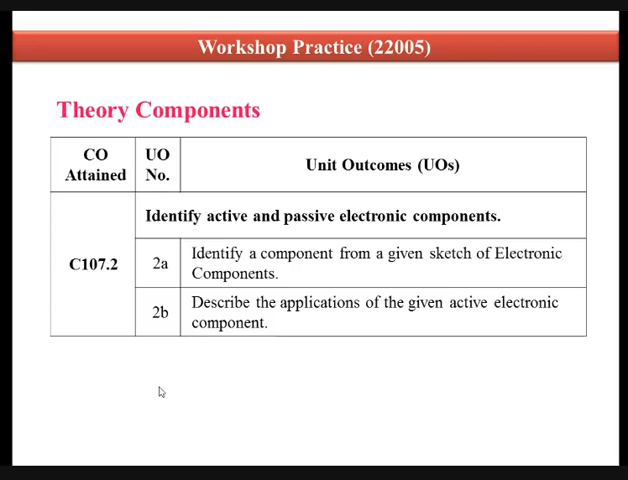 Workshop Practice (22005)
Theory Components
CO Attained
UO No.
Unit Outcomes (UOs)
C107.2
Identify active and passive electronic components.
2a
Identify a component from a given sketch of Electronic
Components.
2b
Describe the applications of the given active electronic
component.